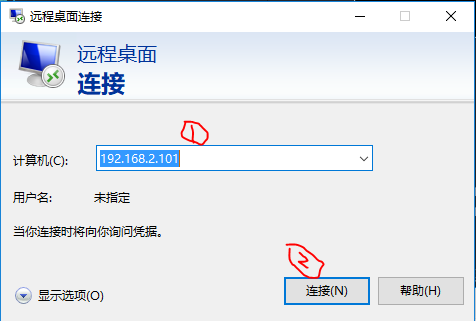 远程桌面连接
远程桌面
连接
1
计算机(C): 192.168.2.101
用户名: 未指定
当你连接时将向你询问凭据。
2
显示选项(O) 连接(N) 帮助(H)